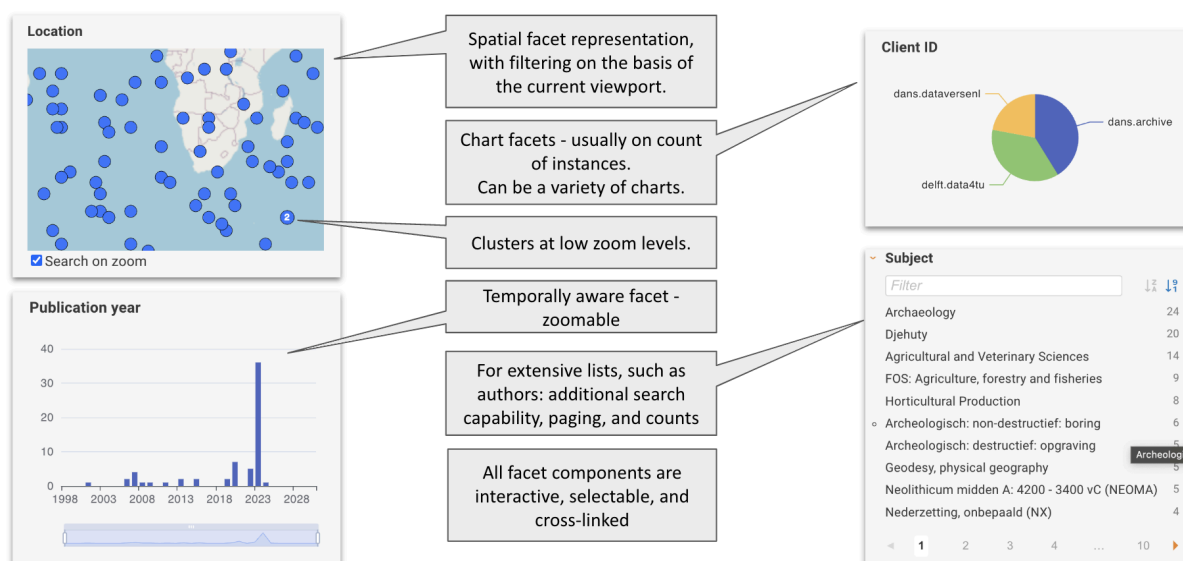 Location
2
Search on zoom
Publication year
40
30
20
10
0
1998 2003 2008 2013 2018 2023 2028
Spatial facet representation,
with filtering on the basis of
the current viewport.
Chart facets - usually on count
of instances.
Can be a variety of charts.
Clusters at low zoom levels.
Temporally aware facet -
zoomable
For extensive lists, such as
authors: additional search
capability, paging, and counts
All facet components are
interactive, selectable, and
cross-linked
Client ID
dans.dataversenl
dans.archive
delft.data4tu
Subject
Filter
Archaeology 24
Djehuty 20
Agricultural and Veterinary Sciences 14
FOS: Agriculture, forestry and fisheries 9
Horticultural Production 8
Archeologisch: non-destructief: boring 6
Archeologisch: destructief: opgraving 5
Archeologi
Geodesy, physical geography 5
Neolithicum midden A: 4200 - 3400 vC (NEOMA) 5
Nederzetting, onbepaald (NX) 4
1 2 3 4 ... 10